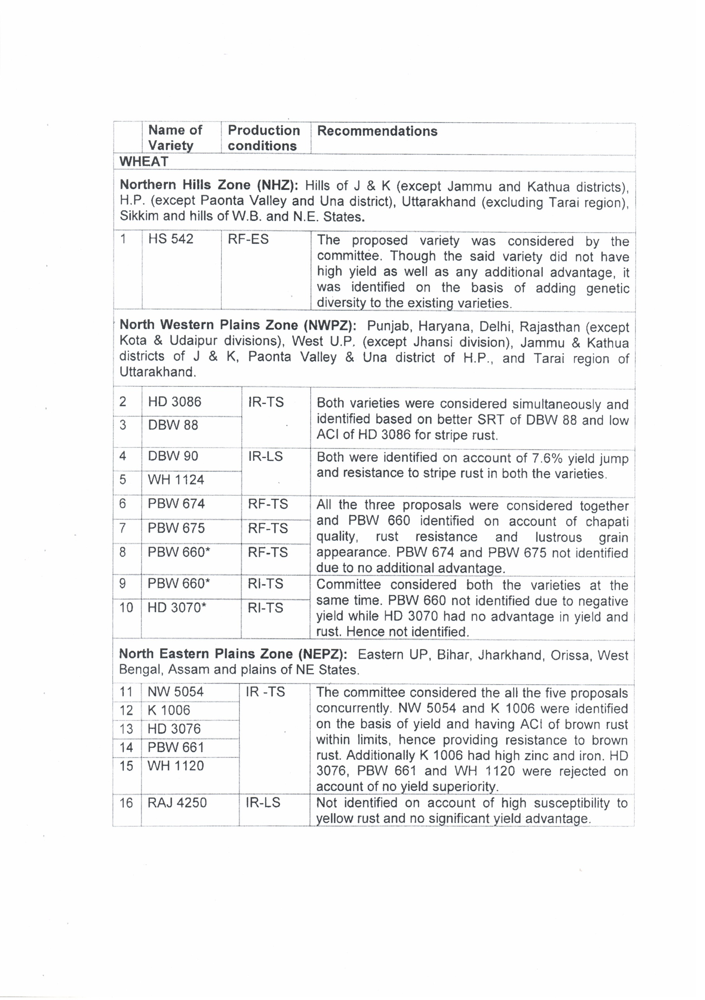 Name of Variety Production conditions Recommendations
WHEAT
Northern Hills Zone (NHZ): Hills of J & K (except Jammu and Kathua districts),
H.P. (except Paonta Valley and Una district), Uttarakhand (excluding Tarai region),
Sikkim and hills of W.B. and N.E. States.
1 HS 542 RF-ES The proposed variety was considered by the
committee. Though the said variety did not have
high yield as well as any additional advantage, it
was identified on the basis of adding genetic
diversity to the existing varieties.
North Western Plains Zone (NWPZ): Punjab, Haryana, Delhi, Rajasthan (except
Kota & Udaipur divisions), West U.P. (except Jhansi division), Jammu & Kathua
districts of J & K, Paonta Valley & Una district of H.P., and Tarai region of
Uttarakhand.
2 HD 3086 IR-TS
3 DBW 88
Both varieties were considered simultaneously and
identified based on better SRT of DBW 88 and low
ACI of HD 3086 for stripe rust.
4 DBW 90 IR-LS
5 WH 1124
Both were identified on account of 7.6% yield jump
and resistance to stripe rust in both the varieties.
6 PBW 674 RF-TS
7 PBW 675 RF-TS
8 PBW 660* RF-TS
All the three proposals were considered together
and PBW 660 identified on account of chapati
quality, rust resistance and lustrous grain
appearance. PBW 674 and PBW 675 not identified
due to no additional advantage.
9 PBW 660* RI-TS
10 HD 3070* RI-TS
Committee considered both the varieties at the
same time. PBW 660 not identified due to negative
yield while HD 3070 had no advantage in yield and
rust. Hence not identified.
North Eastern Plains Zone (NEPZ): Eastern UP, Bihar, Jharkhand, Orissa, West
Bengal, Assam and plains of NE States.
11 NW 5054 IR -TS
12 K 1006
13 HD 3076
14 PBW 661
15 WH 1120
The committee considered the all the five proposals
concurrently. NW 5054 and K 1006 were identified
on the basis of yield and having ACI of brown rust
within limits, hence providing resistance to brown
rust. Additionally K 1006 had high zinc and iron. HD
3076, PBW 661 and WH 1120 were rejected on
account of no yield superiority.
16 RAJ 4250 IR-LS Not identified on account of high susceptibility to
yellow rust and no significant yield advantage.